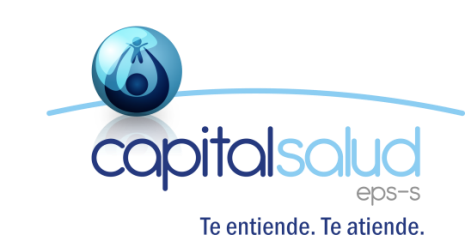 capitalsalud
eps-s
Te entiende. Te atiende.